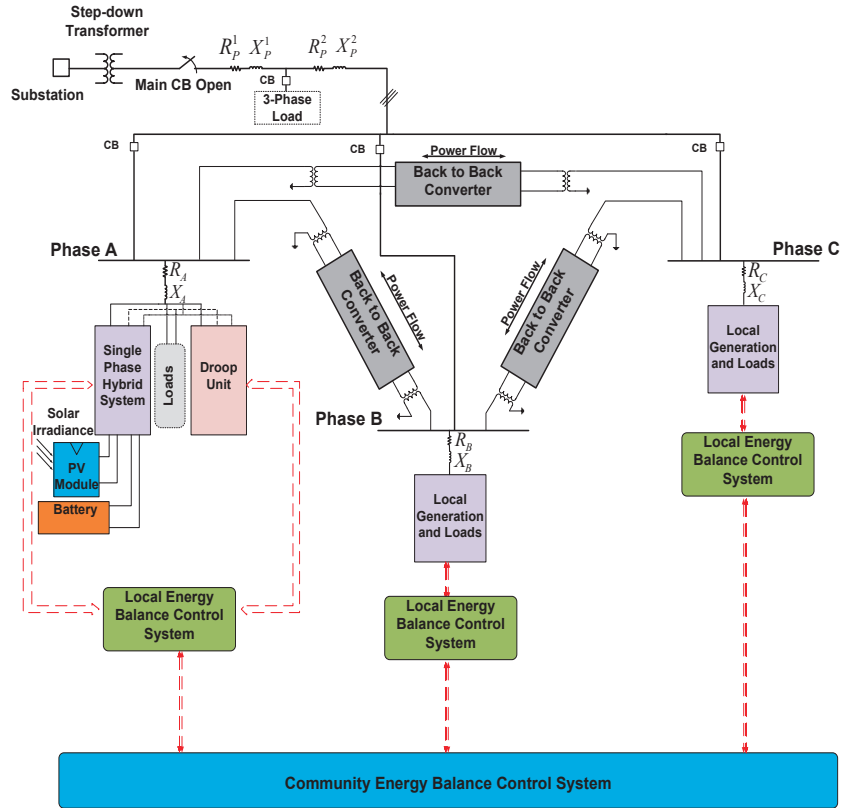 Step-down
Transformer
Substation
Main CB Open
R_P^1
X_P^1
R_P^2
X_P^2
CB
3-Phase
Load
CB
CB
CB
Power Flow
Back to Back
Converter
Phase A
Phase C
Phase B
Power Flow
Back to Back
Converter
Power Flow
Back to Back
Converter
R_A
X_A
Single
Phase
Hybrid
System
Loads
Droop
Unit
Solar
Irradiance
PV
Module
Battery
R_B
X_B
Local
Generation
and Loads
R_C
X_C
Local
Generation
and Loads
Local Energy
Balance Control
System
Local Energy
Balance Control
System
Local Energy
Balance Control
System
Community Energy Balance Control System